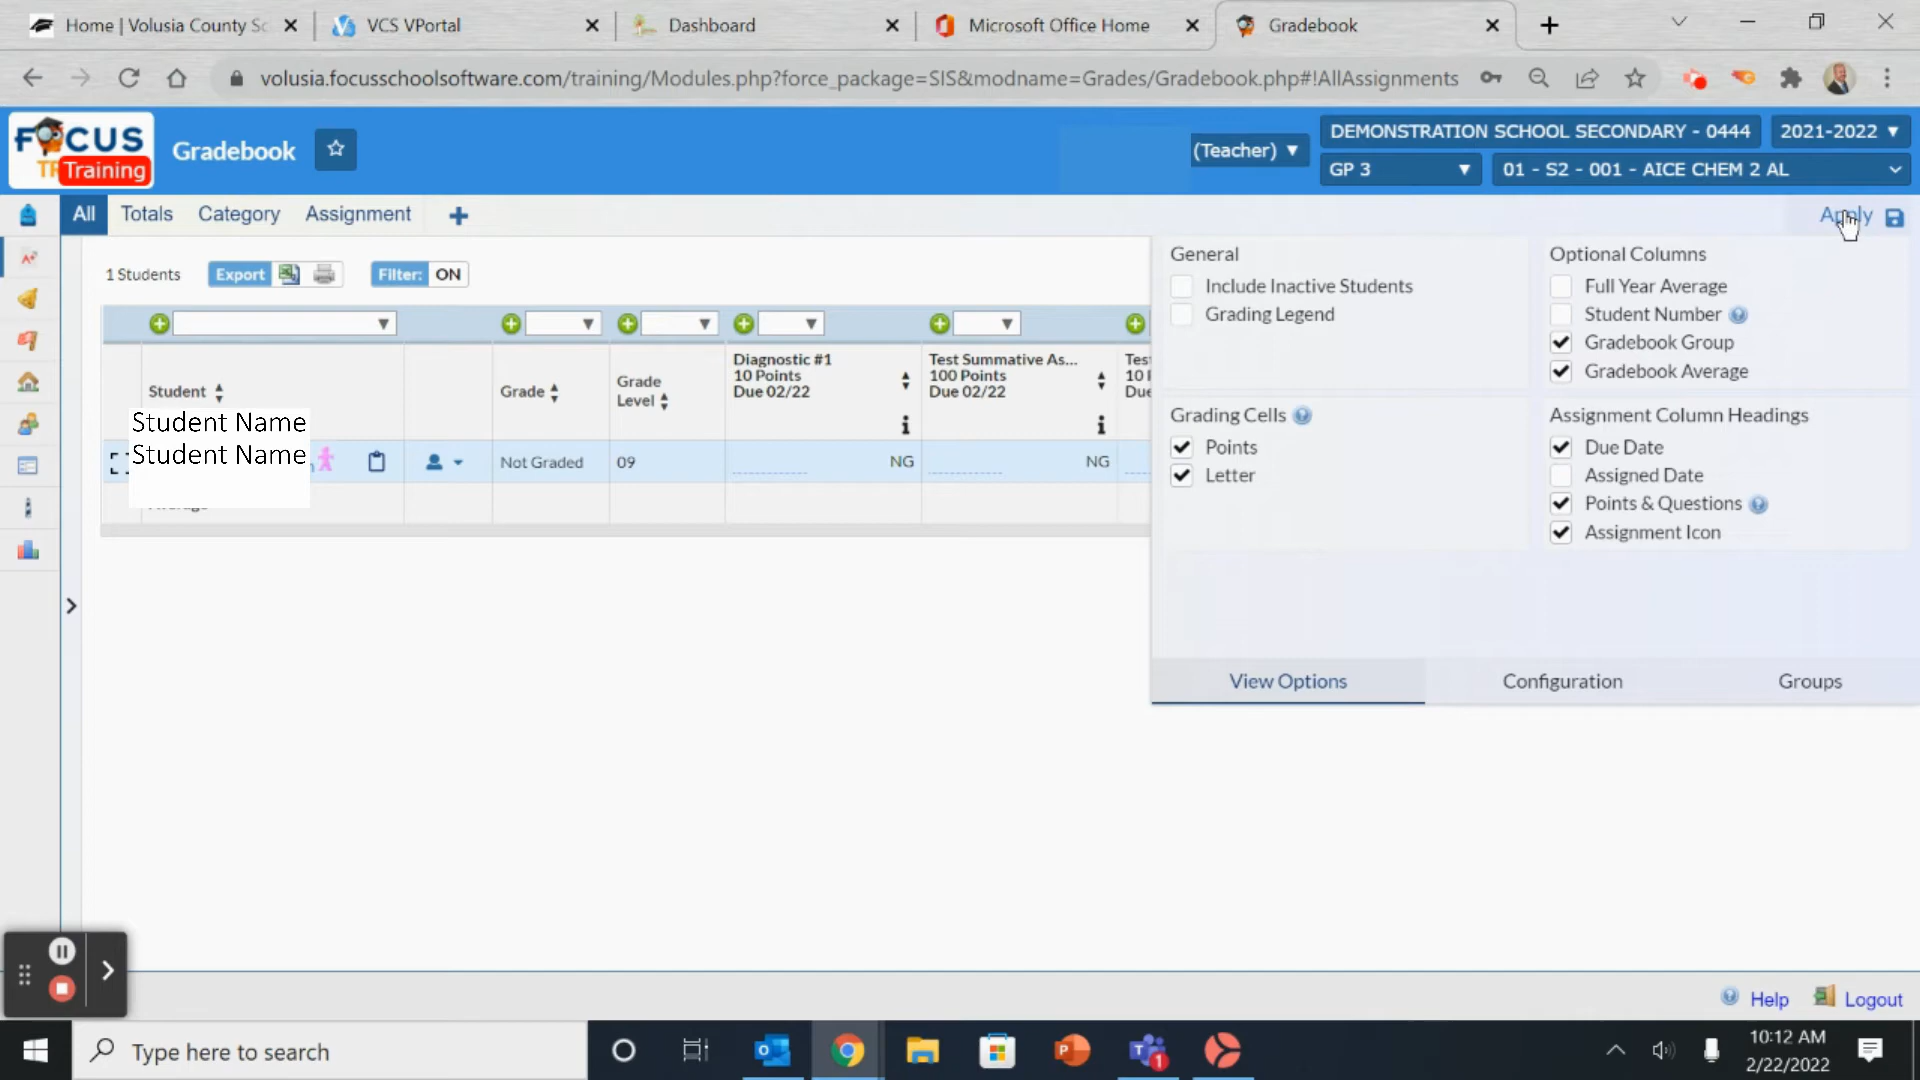 Home | Volusia County Sc
VCS VPortal
Dashboard
Microsoft Office Home
Gradebook
volusia.focusschoolsoftware.com/training/Modules.php?force_package=SIS&modname=Grades/Gradebook.php#!AllAssignments
FOCUS
Training
Gradebook
(Teacher)
DEMONSTRATION SCHOOL SECONDARY - 0444
2021-2022
GP 3
01 - S2 - 001 - AICE CHEM 2 AL
All
Totals
Category
Assignment
Apply
1 Students
Export
Filter: ON
Student
Grade
Grade
Level
Diagnostic #1
10 Points
Due 02/22
Test Summative As...
100 Points
Due 02/22
Tes
10
Du
Student Name
Student Name
Not Graded
09
NG
NG
Average
General
Include Inactive Students
Grading Legend
Optional Columns
Full Year Average
Student Number
Gradebook Group
Gradebook Average
Grading Cells
Points
Letter
Assignment Column Headings
Due Date
Assigned Date
Points & Questions
Assignment Icon
View Options
Configuration
Groups
Help
Logout
Type here to search
10:12 AM
2/22/2022